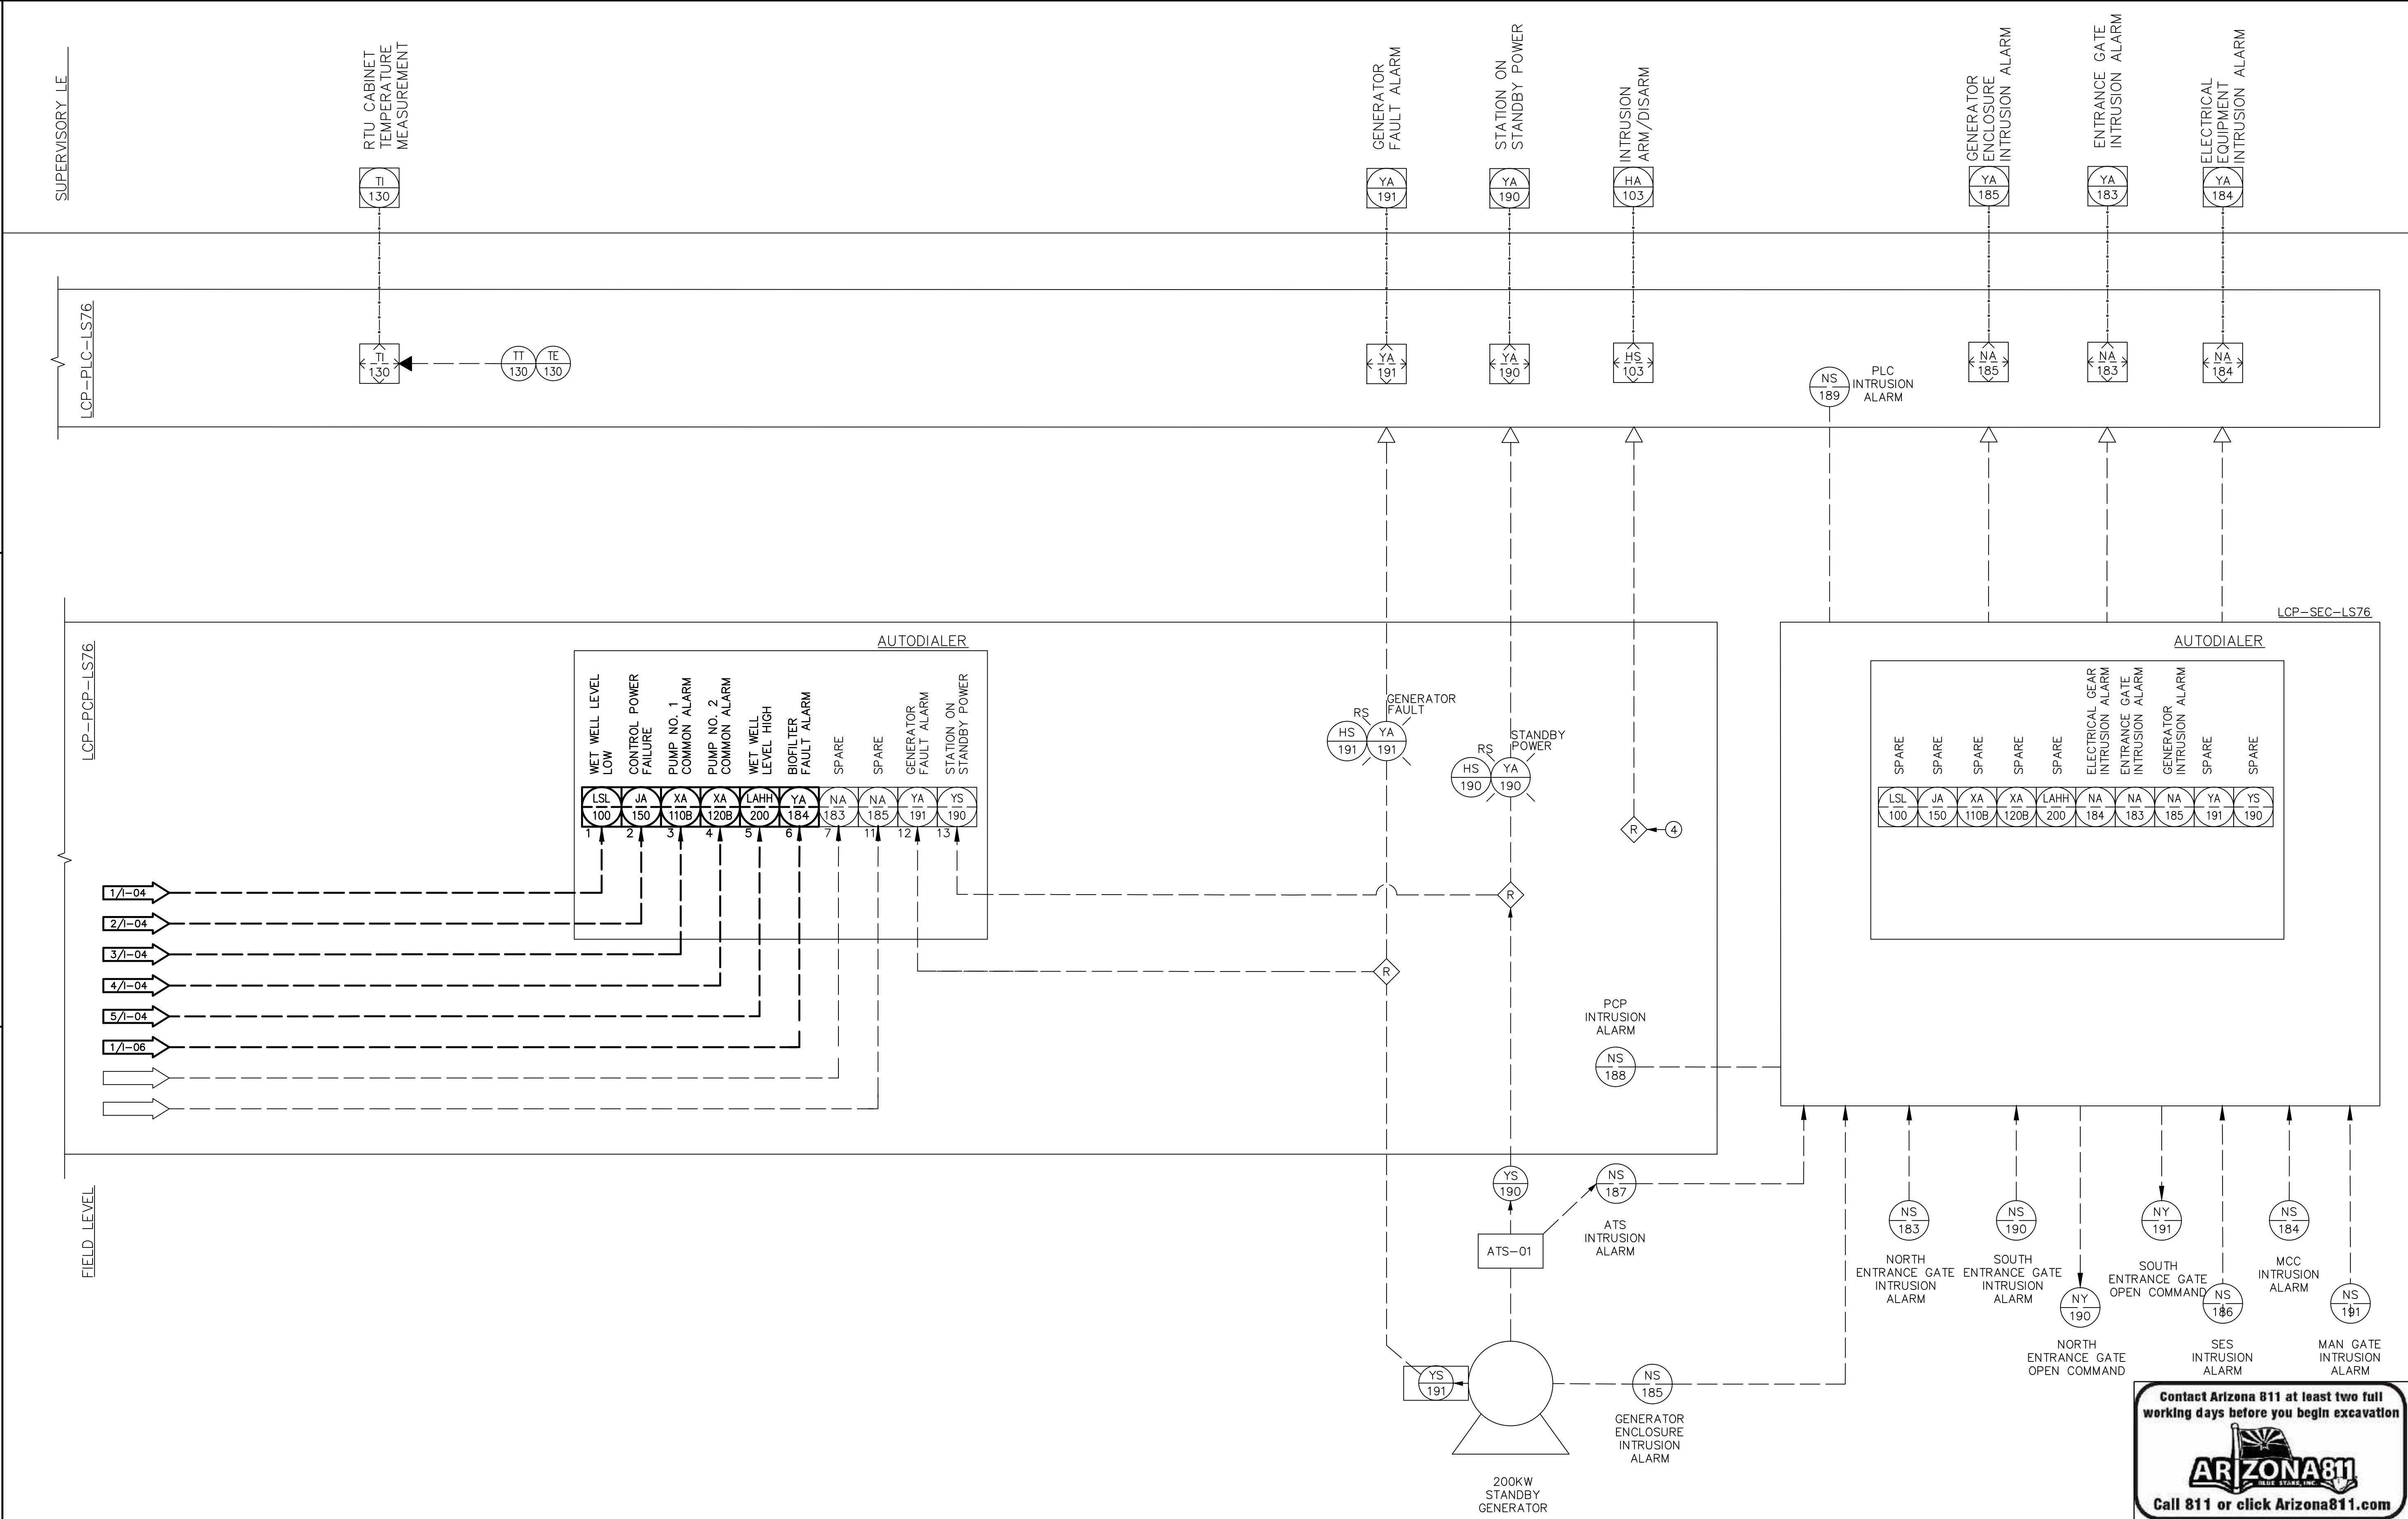 SUPERVISORY LE
RTU CABINET
TEMPERATURE
MEASUREMENT
GENERATOR
FAULT ALARM
STATION ON
STANDBY POWER
INTRUSION
ARM/DISARM
GENERATOR
ENCLOSURE
INTRUSION ALARM
ENTRANCE GATE
INTRUSION ALARM
ELECTRICAL
EQUIPMENT
INTRUSION ALARM
TI
130
YA
191
YA
190
HA
103
YA
185
YA
183
YA
184
LCP-PLC-LS76
TI
130
TT
130
TE
130
YA
191
YA
190
HS
103
NS
189
PLC
INTRUSION
ALARM
NA
185
NA
183
NA
184
LCP-PCP-LS76
AUTODIALER
WET WELL LEVEL
LOW
CONTROL POWER
FAILURE
PUMP NO. 1
COMMON ALARM
PUMP NO. 2
COMMON ALARM
WET WELL
LEVEL HIGH
BIOFILTER
FAULT ALARM
SPARE
SPARE
GENERATOR
FAULT ALARM
STATION ON
STANDBY POWER
LSL
100
JA
150
XA
110B
XA
120B
LAHH
200
YA
184
NA
183
NA
185
YA
191
YS
190
1
2
3
4
5
6
7
11
12
13
1/I-04
2/I-04
3/I-04
4/I-04
5/I-04
1/I-06
RS
GENERATOR
FAULT
HS
191
YA
191
RS
STANDBY
POWER
HS
190
YA
190
R
4
R
R
PCP
INTRUSION
ALARM
NS
188
LCP-SEC-LS76
AUTODIALER
SPARE
SPARE
SPARE
SPARE
SPARE
ELECTRICAL GEAR
INTRUSION ALARM
ENTRANCE GATE
INTRUSION ALARM
GENERATOR
INTRUSION ALARM
SPARE
SPARE
LSL
100
JA
150
XA
110B
XA
120B
LAHH
200
NA
184
NA
183
NA
185
YA
191
YS
190
FIELD LEVEL
YS
190
NS
187
ATS
INTRUSION
ALARM
ATS-01
YS
191
NS
185
GENERATOR
ENCLOSURE
INTRUSION
ALARM
200KW
STANDBY
GENERATOR
NS
183
NORTH
ENTRANCE GATE
INTRUSION
ALARM
NS
190
SOUTH
ENTRANCE GATE
INTRUSION
ALARM
NY
190
NORTH
ENTRANCE GATE
OPEN COMMAND
NY
191
SOUTH
ENTRANCE GATE
OPEN COMMAND
NS
186
SES
INTRUSION
ALARM
NS
184
MCC
INTRUSION
ALARM
NS
191
MAN GATE
INTRUSION
ALARM
Contact Arizona 811 at least two full
working days before you begin excavation
ARIZONA811
BLUE STAKE, INC.
Call 811 or click Arizona811.com